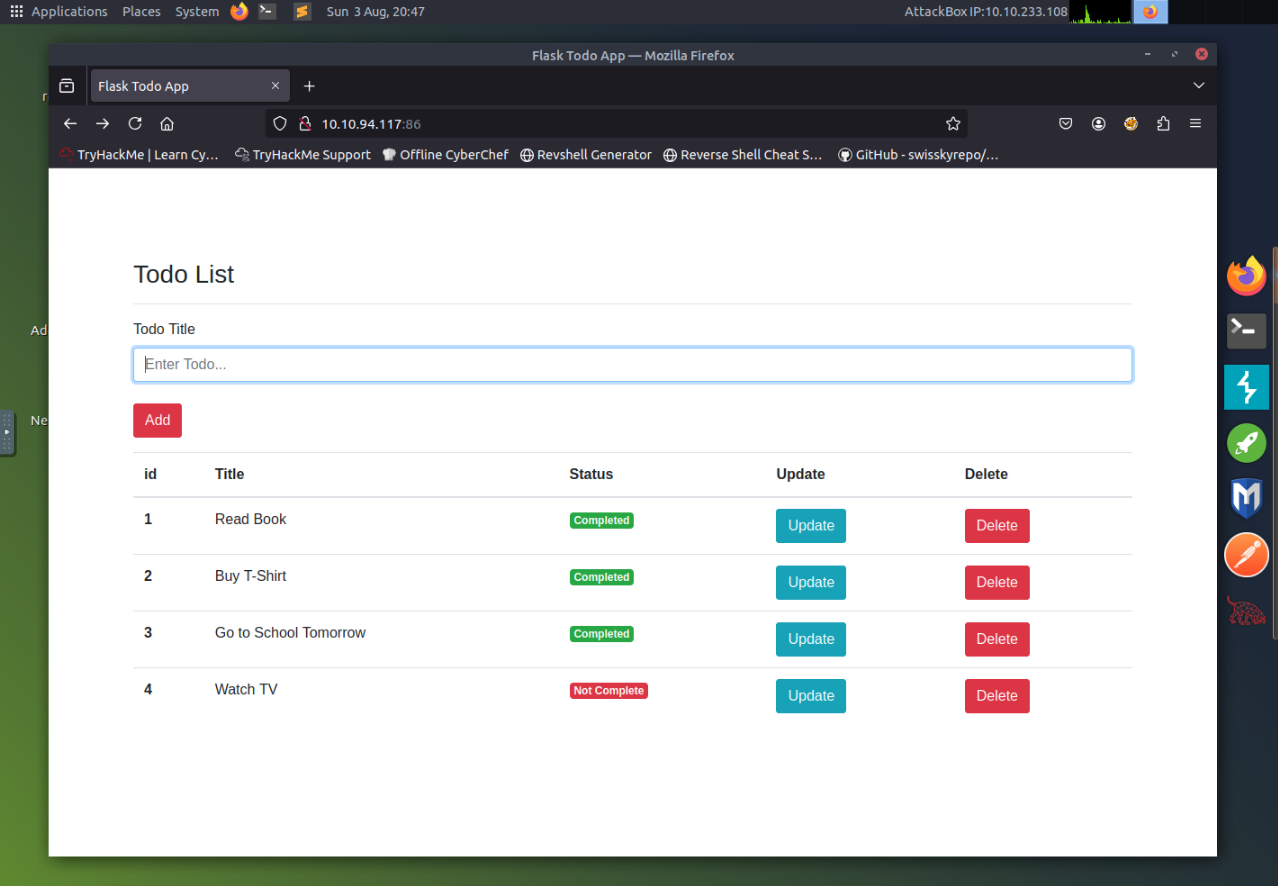 Applications Places System Sun 3 Aug, 20:47 AttackBox IP:10.10.233.108
Flask Todo App — Mozilla Firefox
Flask Todo App
10.10.94.117:86
TryHackMe | Learn Cy... TryHackMe Support Offline CyberChef Revshell Generator Reverse Shell Cheat S... GitHub - swisskyrepo/...
r
Todo List
Todo Title
Ad
Enter Todo...
Add
Ne
id Title Status Update Delete
1 Read Book Completed Update Delete
2 Buy T-Shirt Completed Update Delete
3 Go to School Tomorrow Completed Update Delete
4 Watch TV Not Complete Update Delete